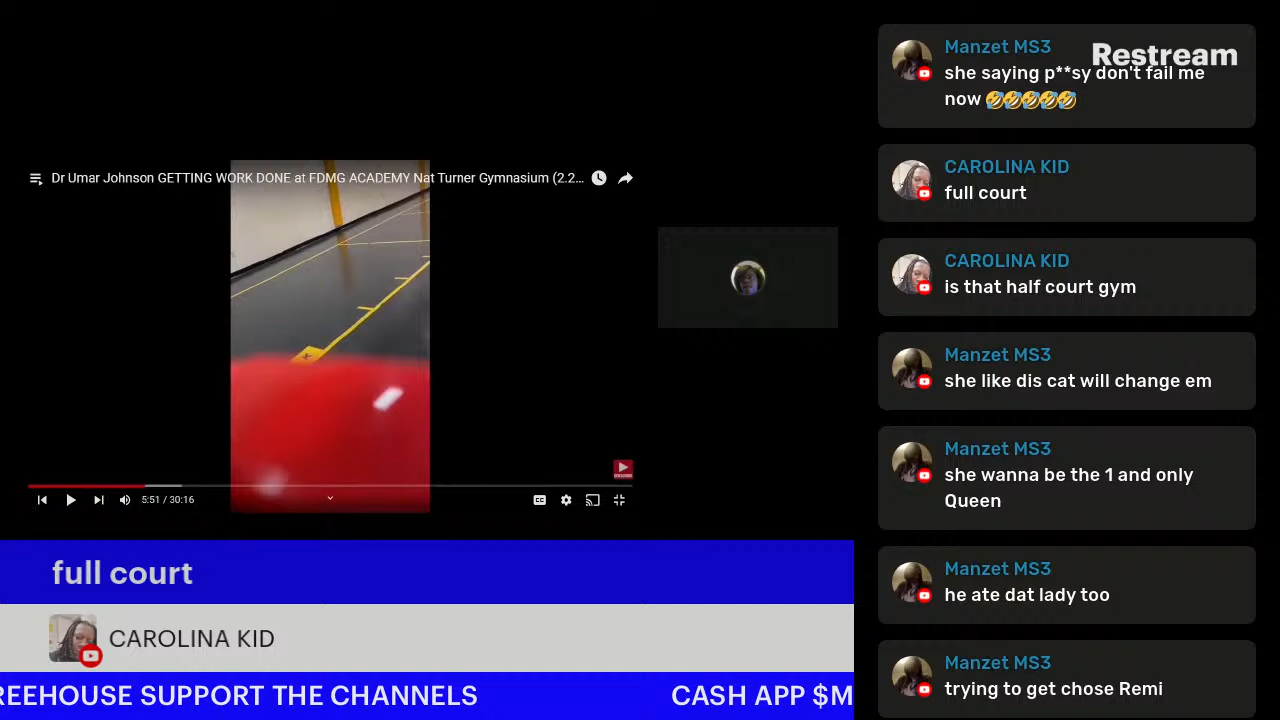 Restream
Dr Umar Johnson GETTING WORK DONE at FDMG ACADEMY Nat Turner Gymnasium (2.2...
5:51 / 30:16
CC
full court
CAROLINA KID
REEHOUSE SUPPORT THE CHANNELS CASH APP $M
Manzet MS3
she saying p**sy don't fail me
now 🤣🤣🤣🤣🤣
CAROLINA KID
full court
CAROLINA KID
is that half court gym
Manzet MS3
she like dis cat will change em
Manzet MS3
she wanna be the 1 and only
Queen
Manzet MS3
he ate dat lady too
Manzet MS3
trying to get chose Remi